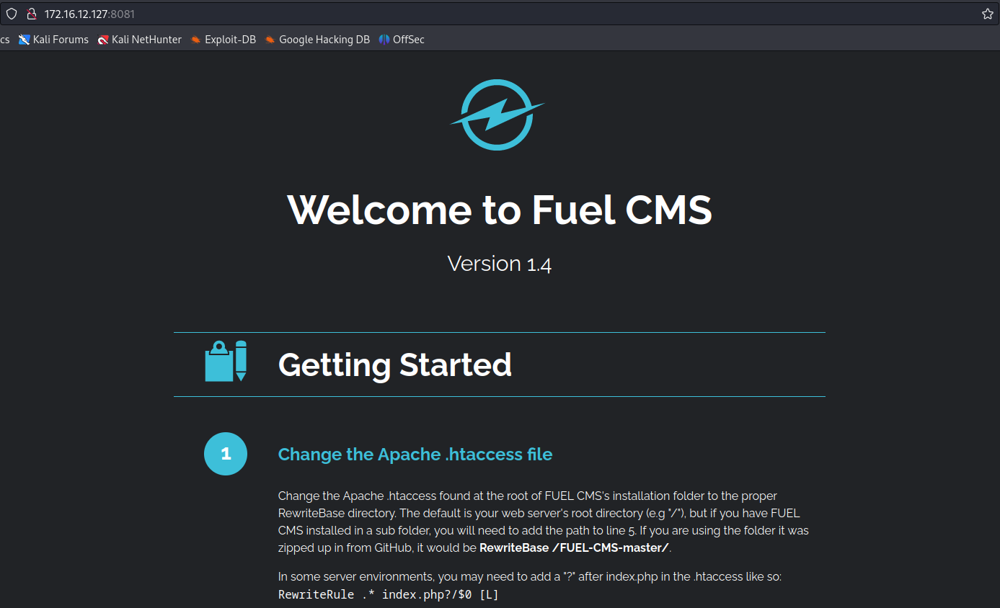 172.16.12.127:8081
cs Kali Forums Kali NetHunter Exploit-DB Google Hacking DB OffSec
Welcome to Fuel CMS
Version 1.4
Getting Started
1 Change the Apache .htaccess file
Change the Apache .htaccess found at the root of FUEL CMS's installation folder to the proper
RewriteBase directory. The default is your web server's root directory (e.g "/"), but if you have FUEL
CMS installed in a sub folder, you will need to add the path to line 5. If you are using the folder it was
zipped up in from GitHub, it would be RewriteBase /FUEL-CMS-master/.
In some server environments, you may need to add a "?" after index.php in the .htaccess like so:
RewriteRule .* index.php?/$0 [L]